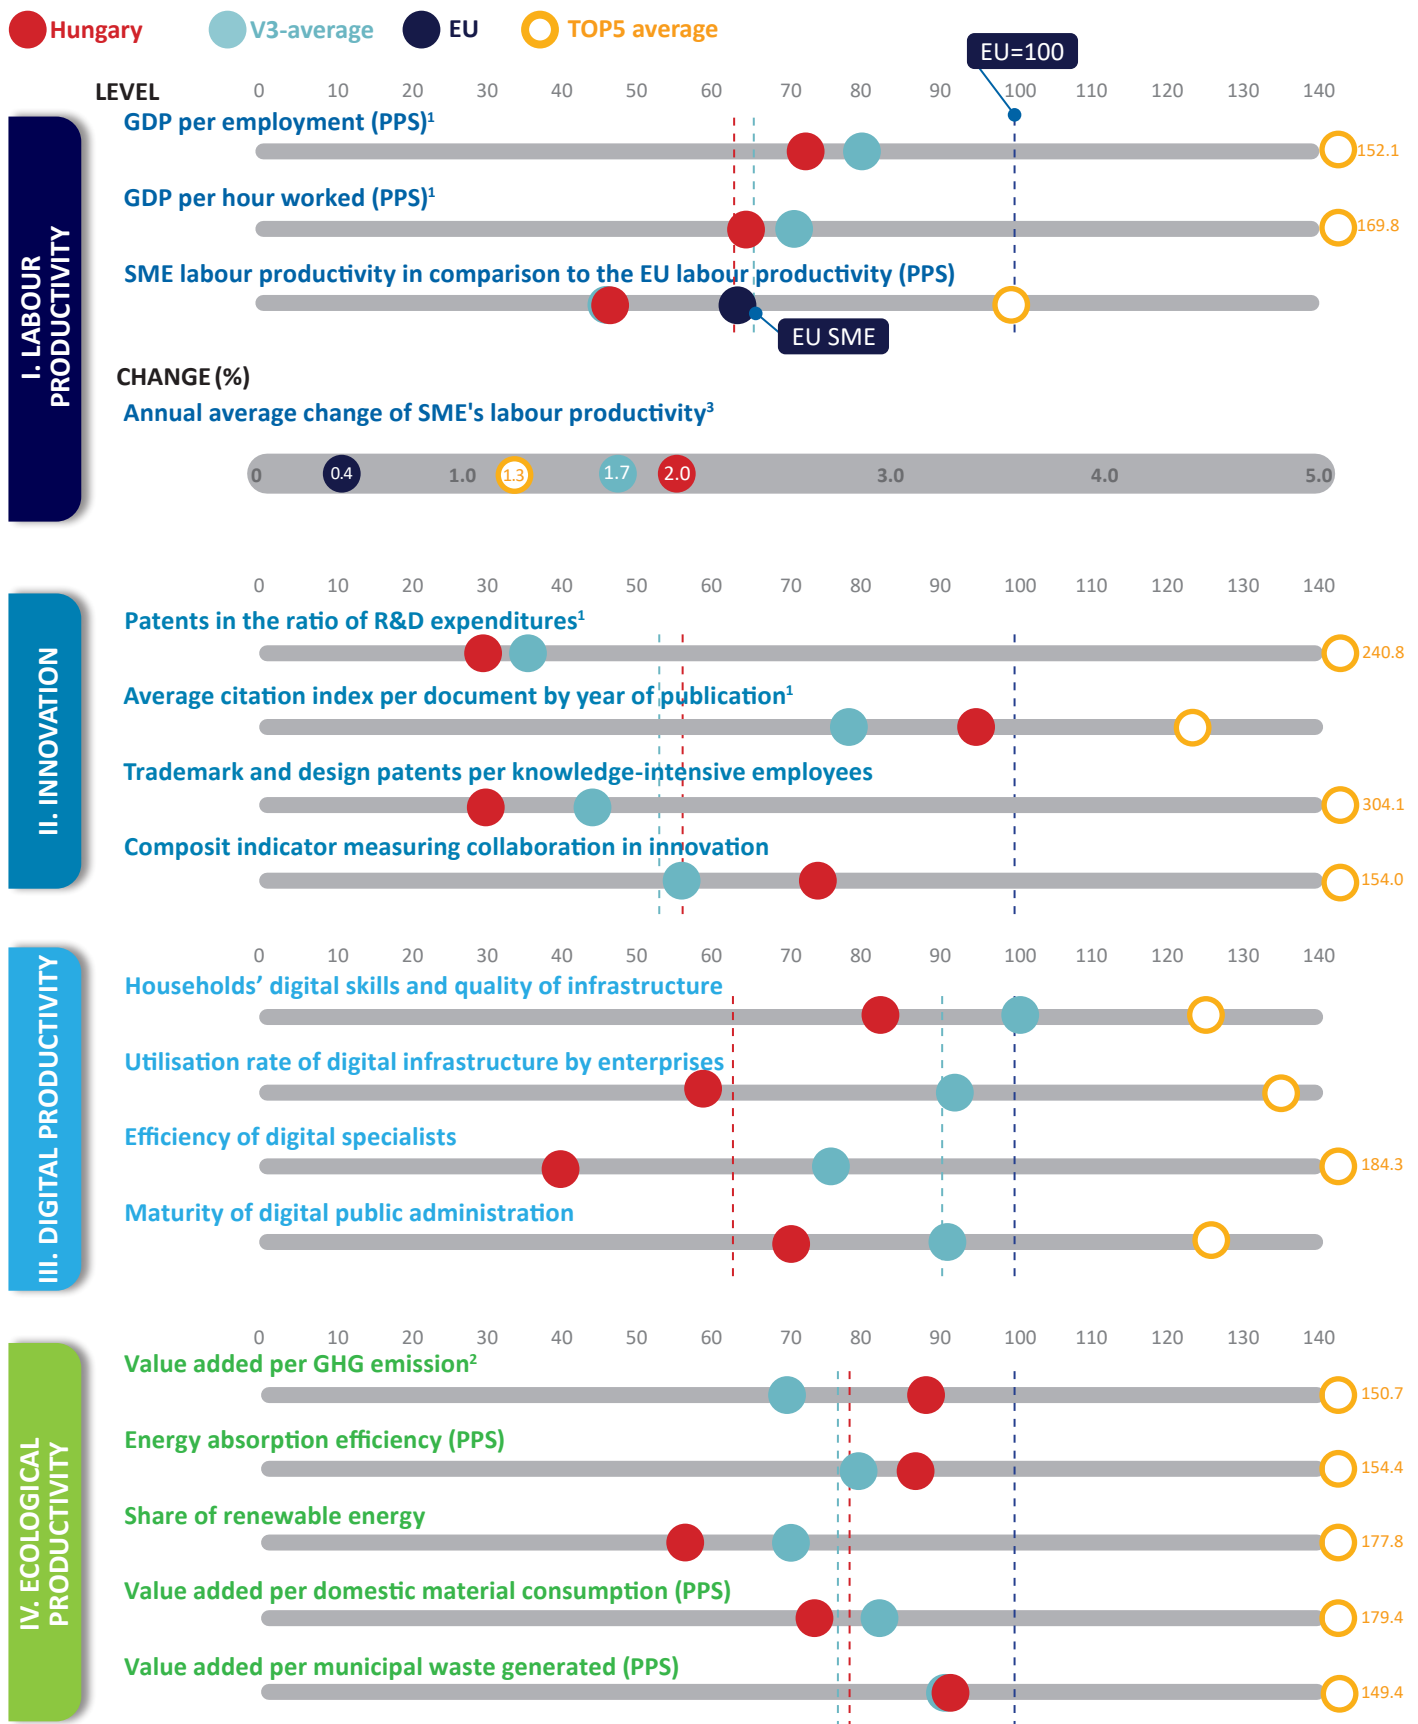 Hungary V3-average EU TOP5 average
EU=100
LEVEL 0 10 20 30 40 50 60 70 80 90 100 110 120 130 140
I. LABOUR
PRODUCTIVITY
GDP per employment (PPS)¹
152.1
GDP per hour worked (PPS)¹
169.8
SME labour productivity in comparison to the EU labour productivity (PPS)
EU SME
CHANGE (%)
Annual average change of SME's labour productivity³
0 0.4 1.0 1.3 1.7 2.0 3.0 4.0 5.0
0 10 20 30 40 50 60 70 80 90 100 110 120 130 140
II. INNOVATION
Patents in the ratio of R&D expenditures¹
240.8
Average citation index per document by year of publication¹
Trademark and design patents per knowledge-intensive employees
304.1
Composit indicator measuring collaboration in innovation
154.0
0 10 20 30 40 50 60 70 80 90 100 110 120 130 140
III. DIGITAL PRODUCTIVITY
Households’ digital skills and quality of infrastructure
Utilisation rate of digital infrastructure by enterprises
Efficiency of digital specialists
184.3
Maturity of digital public administration
0 10 20 30 40 50 60 70 80 90 100 110 120 130 140
IV. ECOLOGICAL
PRODUCTIVITY
Value added per GHG emission²
150.7
Energy absorption efficiency (PPS)
154.4
Share of renewable energy
177.8
Value added per domestic material consumption (PPS)
179.4
Value added per municipal waste generated (PPS)
149.4